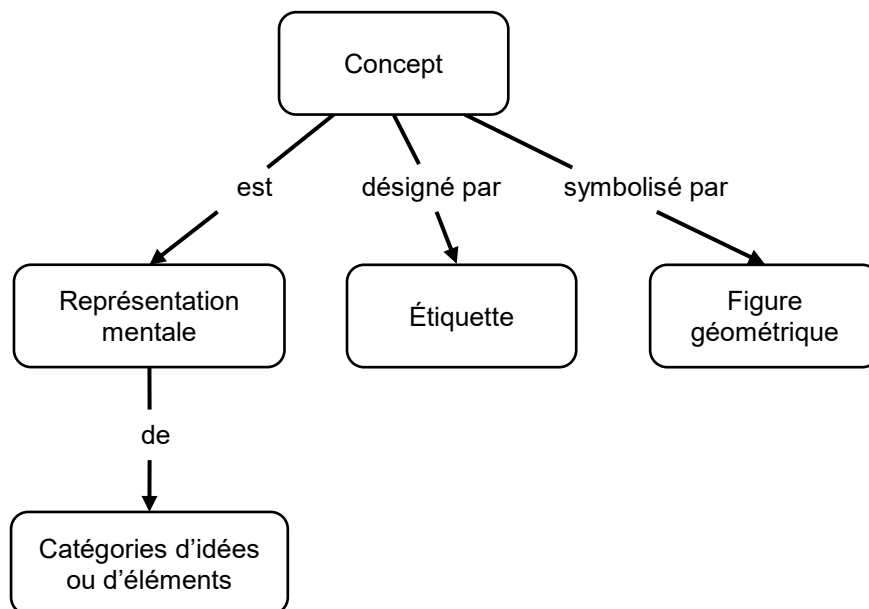 Concept
est
désigné par
symbolisé par
Représentation
mentale
Étiquette
Figure
géométrique
de
Catégories d’idées
ou d’éléments